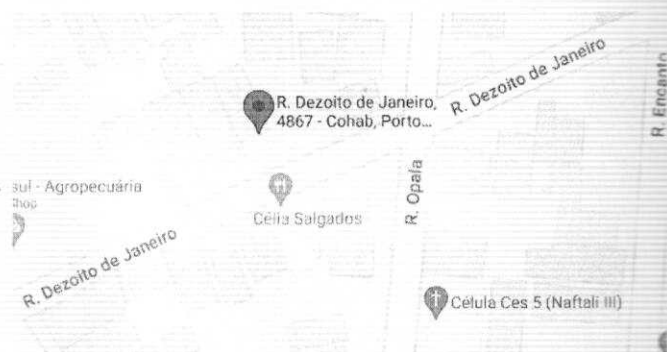 R. Dezoito de Janeiro
R. Encanto
R. Dezoito de Janeiro,
4867 - Cohab, Porto...
R. Opala
sul - Agropecuária
Shop
Célia Salgados
R. Dezoito de Janeiro
Célula Ces 5 (Naftali III)